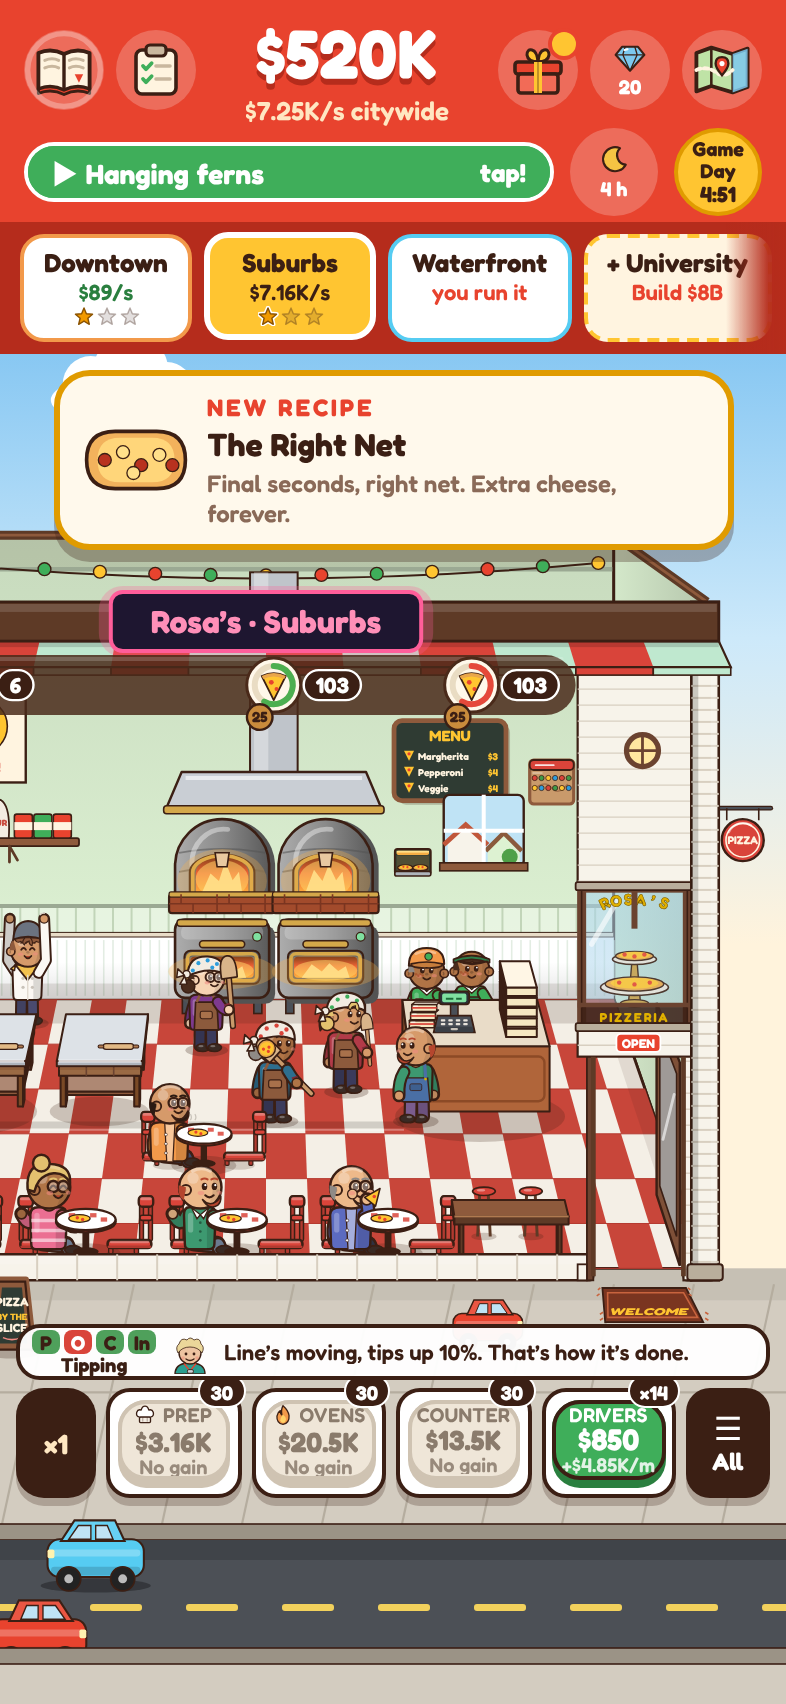 $520K
$7.25K/s citywide
20
Hanging ferns
tap!
4 h
Game
Day
4:51
Downtown
$89/s
Suburbs
$7.16K/s
Waterfront
you run it
+ University
Build $8B
NEW RECIPE
The Right Net
Final seconds, right net. Extra cheese,
forever.
Rosa's · Suburbs
6
103
103
25
25
MENU
Margherita $3
Pepperoni $4
Veggie $4
PIZZA
ROSA'S
PIZZERIA
OPEN
WELCOME
PIZZA
BY THE
SLICE
P O C In
Tipping
Line's moving, tips up 10%. That's how it's done.
x1
30
PREP
$3.16K
No gain
30
OVENS
$20.5K
No gain
30
COUNTER
$13.5K
No gain
x14
DRIVERS
$850
+$4.85K/m
All